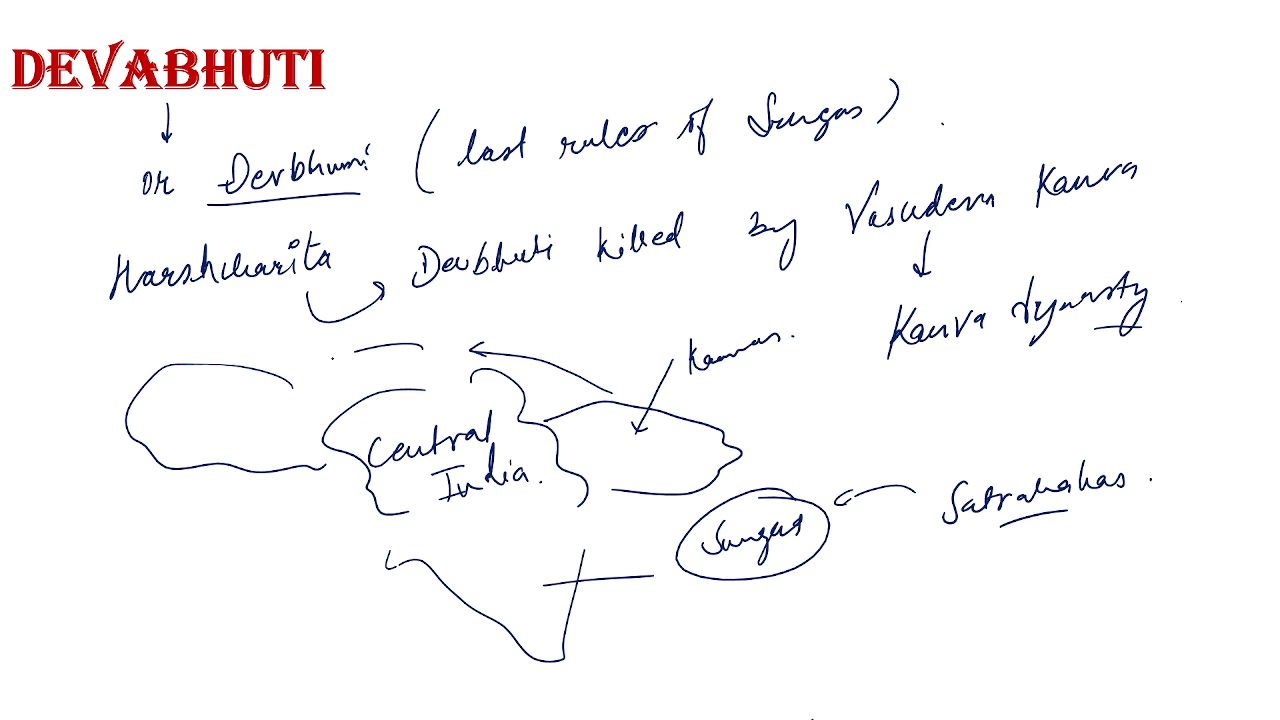 DEVABHUTI
or Devbhumi (last ruler of Sungas)
Harshcharita Devbhuti killed by Vasudeva Kanva
Kanva dynasty
Kanvas.
Central
India.
Satvahahas.
Sungas